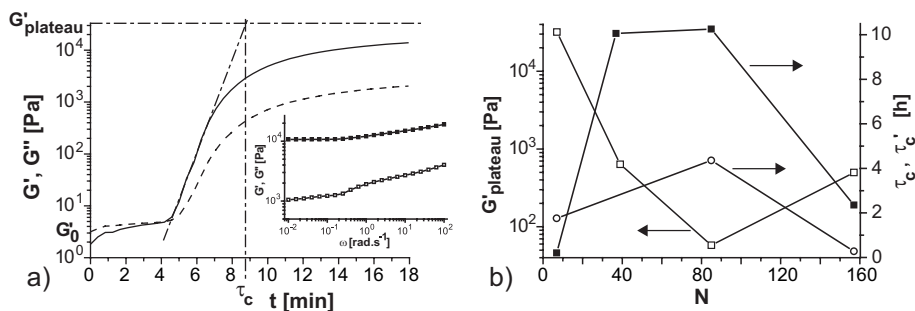 G'plateau
G', G'' [Pa]
10^4
10^3
10^2
10^1
G'0
10^0
0 2 4 6 8 10 12 14 16 18
τc t [min]
a)
G', G'' [Pa]
10^4
10^3
10^-2 10^-1 10^0 10^1 10^2
ω[rad.s^-1]
G'plateau [Pa]
10^4
10^3
10^2
0 40 80 120 160
N
b)
10
8
6
4
2
0
τc, τc' [h]